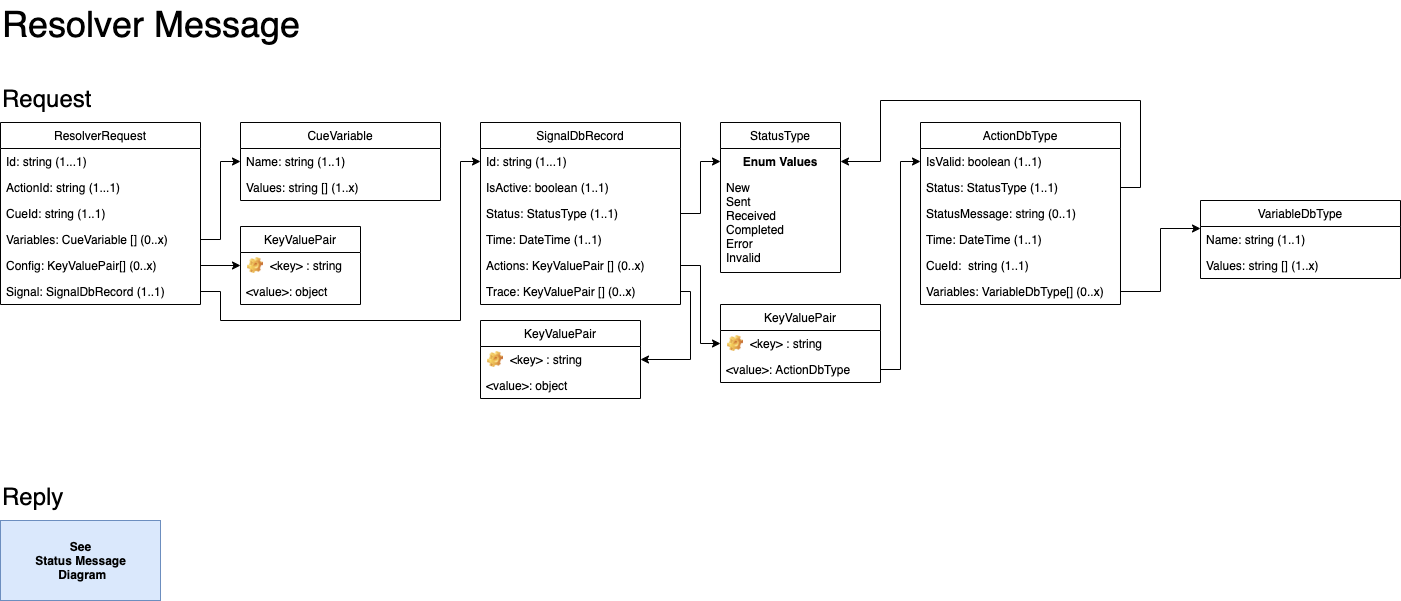 Resolver Message
Request
ResolverRequest
Id: string (1...1)
ActionId: string (1...1)
CueId: string (1..1)
Variables: CueVariable [] (0..x)
Config: KeyValuePair[] (0..x)
Signal: SignalDbRecord (1..1)
CueVariable
Name: string (1..1)
Values: string [] (1..x)
KeyValuePair
<key> : string
<value>: object
SignalDbRecord
Id: string (1...1)
IsActive: boolean (1..1)
Status: StatusType (1..1)
Time: DateTime (1..1)
Actions: KeyValuePair [] (0..x)
Trace: KeyValuePair [] (0..x)
KeyValuePair
<key> : string
<value>: object
StatusType
Enum Values
New
Sent
Received
Completed
Error
Invalid
KeyValuePair
<key> : string
<value>: ActionDbType
ActionDbType
IsValid: boolean (1..1)
Status: StatusType (1..1)
StatusMessage: string (0..1)
Time: DateTime (1..1)
CueId:  string (1..1)
Variables: VariableDbType[] (0..x)
VariableDbType
Name: string (1..1)
Values: string [] (1..x)
Reply
See
Status Message
Diagram